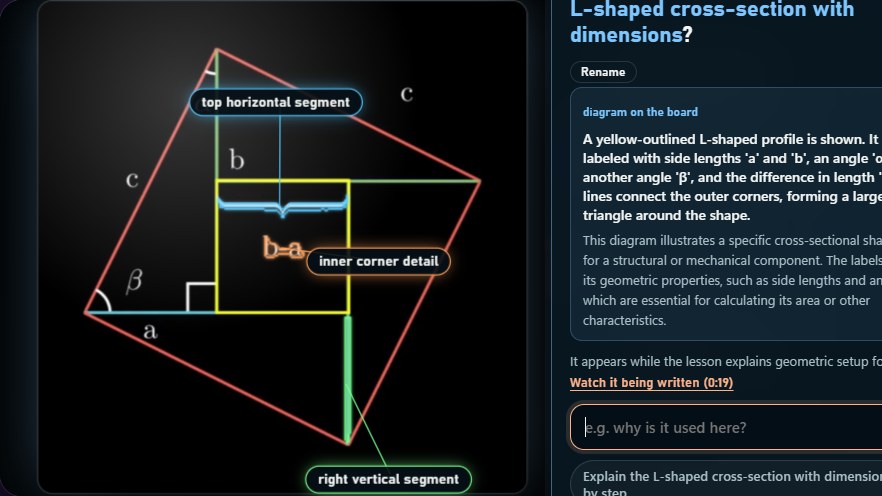 c
top horizontal segment
b
c
b-a
inner corner detail
β
a
right vertical segment
L-shaped cross-section with
dimensions?
Rename
diagram on the board
A yellow-outlined L-shaped profile is shown. It
labeled with side lengths 'a' and 'b', an angle
another angle 'β', and the difference in length
lines connect the outer corners, forming a large
triangle around the shape.
This diagram illustrates a specific cross-sectional
for a structural or mechanical component. The labels
its geometric properties, such as side lengths and
which are essential for calculating its area or other
characteristics.
It appears while the lesson explains geometric setup
Watch it being written (0:19)
e.g. why is it used here?
Explain the L-shaped cross-section with
by step